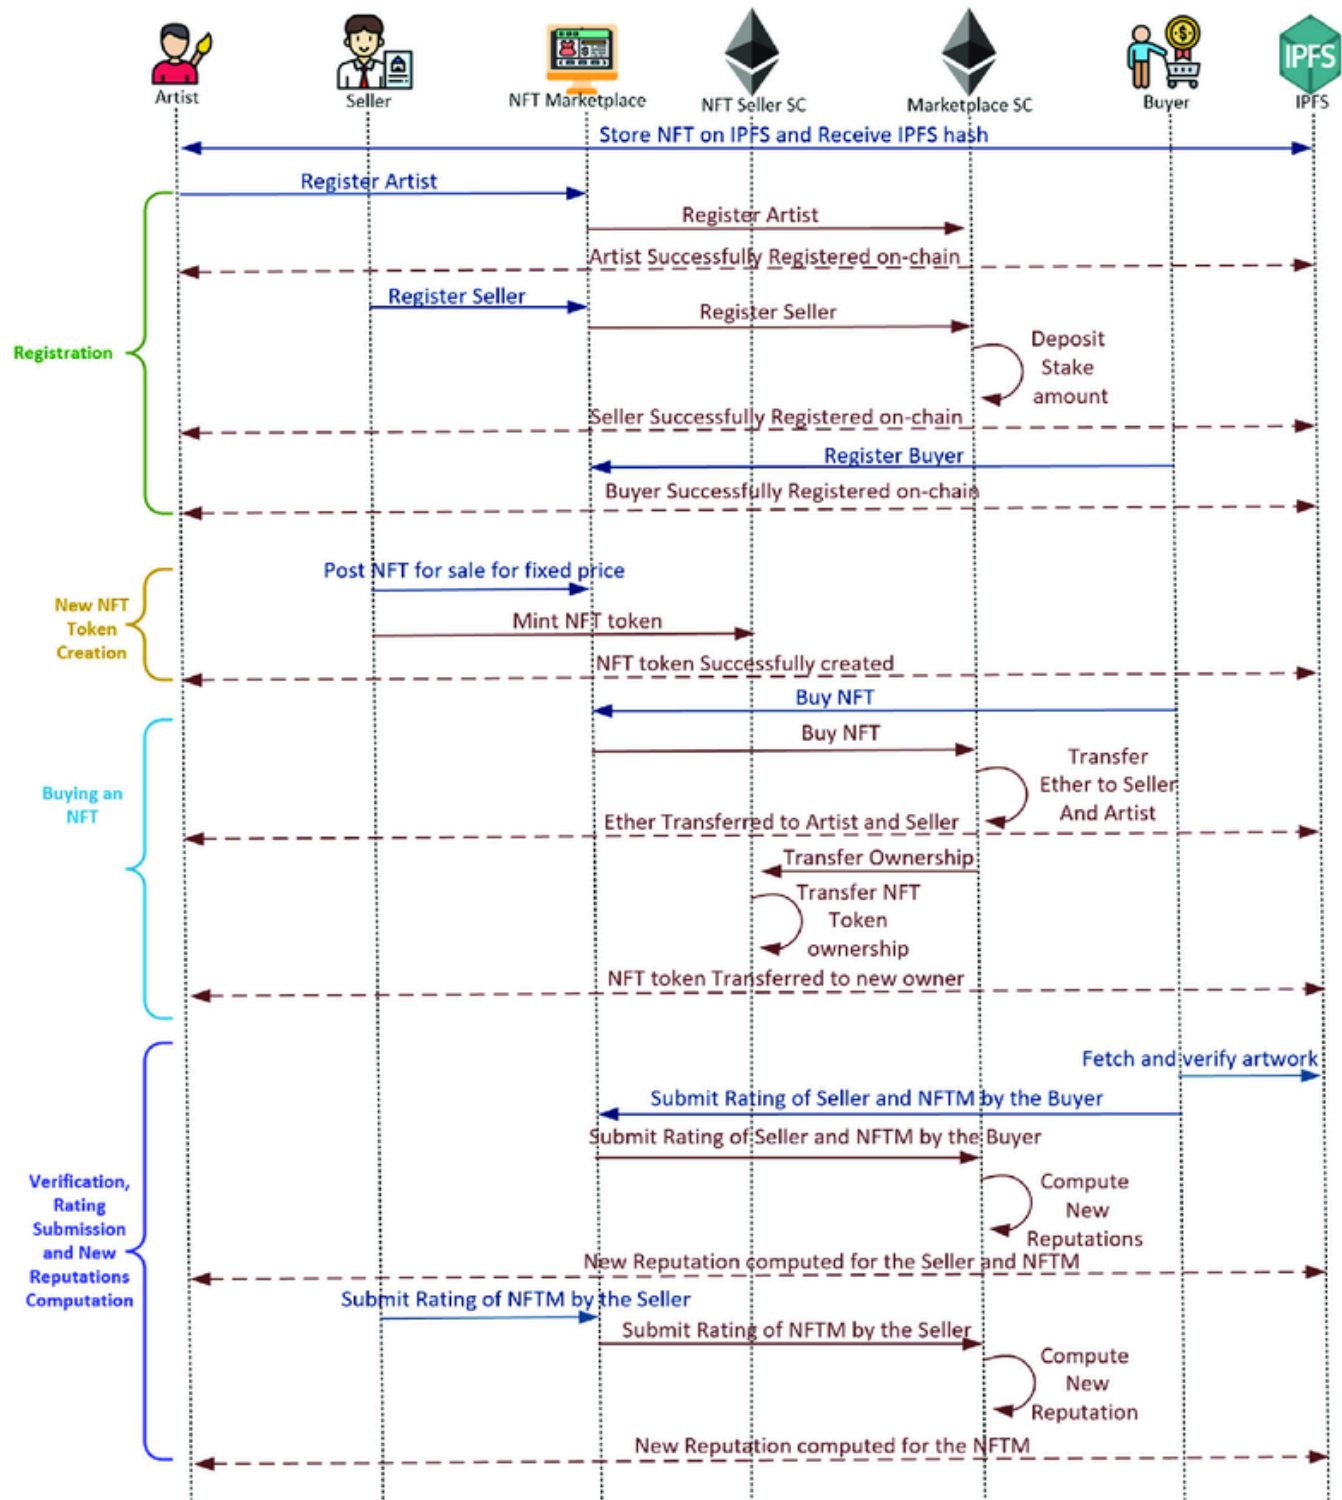 IPFS
Artist
Seller
NFT Marketplace
NFT Seller SC
Marketplace SC
Buyer
IPFS
Store NFT on IPFS and Receive IPFS hash
Register Artist
Register Artist
Artist Successfully Registered on-chain
Register Seller
Register Seller
Registration
Deposit
Stake
amount
Seller Successfully Registered on-chain
Register Buyer
Buyer Successfully Registered on-chain
Post NFT for sale for fixed price
New NFT
Token
Creation
Mint NFT token
NFT token Successfully created
Buy NFT
Buy NFT
Transfer
Ether to Seller
And Artist
Buying an
NFT
Ether Transferred to Artist and Seller
Transfer Ownership
Transfer NFT
Token
ownership
NFT token Transferred to new owner
Fetch and verify artwork
Submit Rating of Seller and NFTM by the Buyer
Submit Rating of Seller and NFTM by the Buyer
Verification,
Rating
Submission
and New
Reputations
Computation
Compute
New
Reputations
New Reputation computed for the Seller and NFTM
Submit Rating of NFTM by the Seller
Submit Rating of NFTM by the Seller
Compute
New
Reputation
New Reputation computed for the NFTM